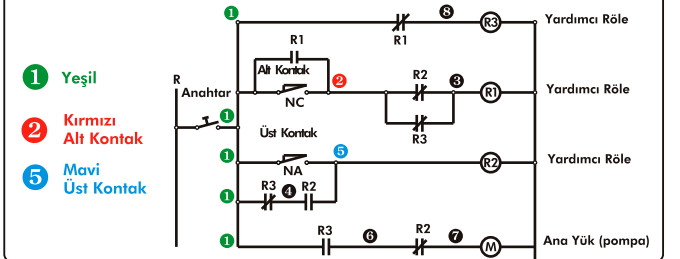 1 Yeşil
2 Kırmızı
Alt Kontak
5 Mavi
Üst Kontak
R
Anahtar
1
1
8
R1
R3
Yardımcı Röle
R1
Alt Kontak
NC
2
R2
3
R3
R1
Yardımcı Röle
Üst Kontak
1
NA
5
R2
Yardımcı Röle
1
R3
4
R2
1
R3
6
R2
7
M
Ana Yük (pompa)